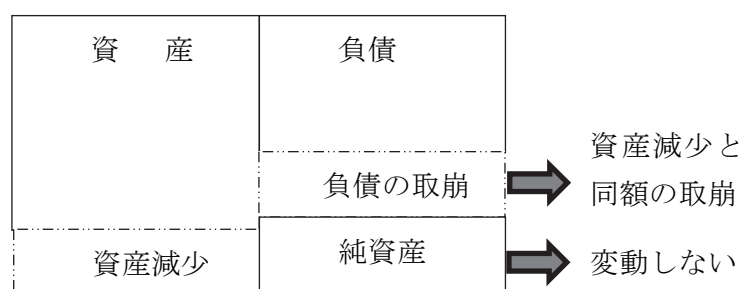 資　産
負債
負債の取崩
資産減少と
同額の取崩
資産減少
純資産
変動しない